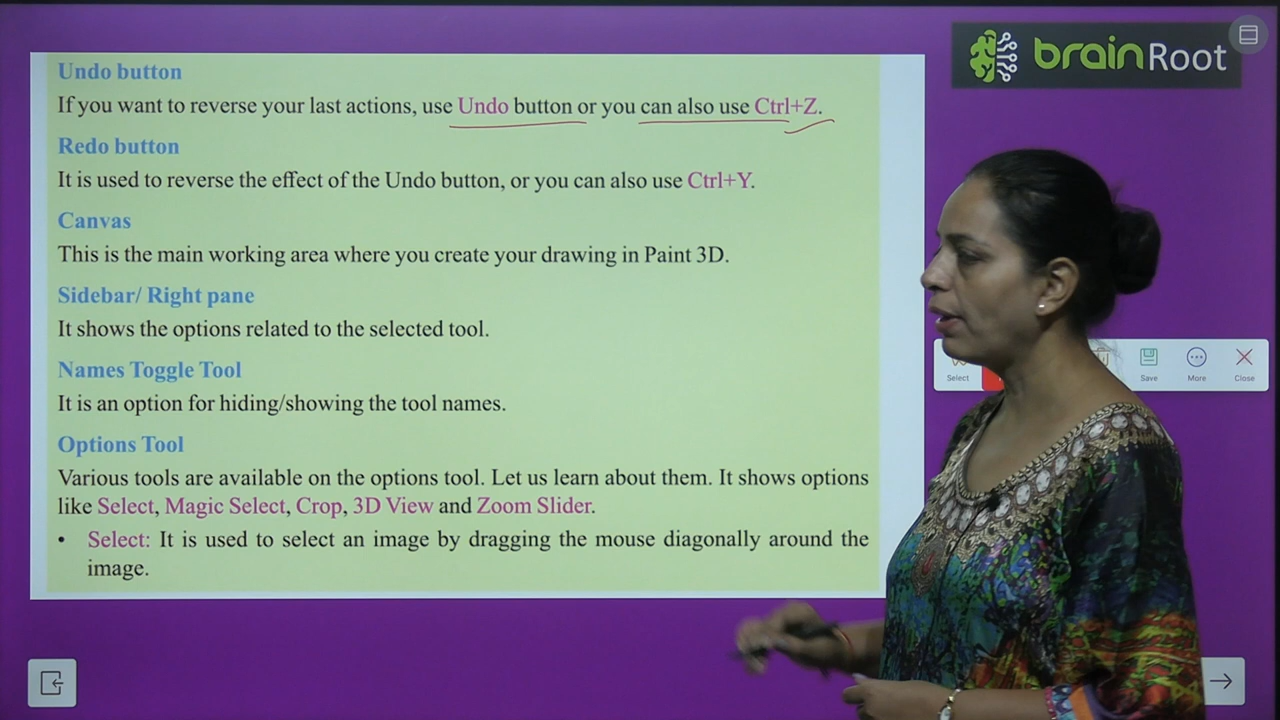 brainRoot
Undo button
If you want to reverse your last actions, use Undo button or you can also use Ctrl+Z.
Redo button
It is used to reverse the effect of the Undo button, or you can also use Ctrl+Y.
Canvas
This is the main working area where you create your drawing in Paint 3D.
Sidebar/ Right pane
It shows the options related to the selected tool.
Names Toggle Tool
It is an option for hiding/showing the tool names.
Options Tool
Various tools are available on the options tool. Let us learn about them. It shows options
like Select, Magic Select, Crop, 3D View and Zoom Slider.
• Select: It is used to select an image by dragging the mouse diagonally around the
image.
Select Save More Close